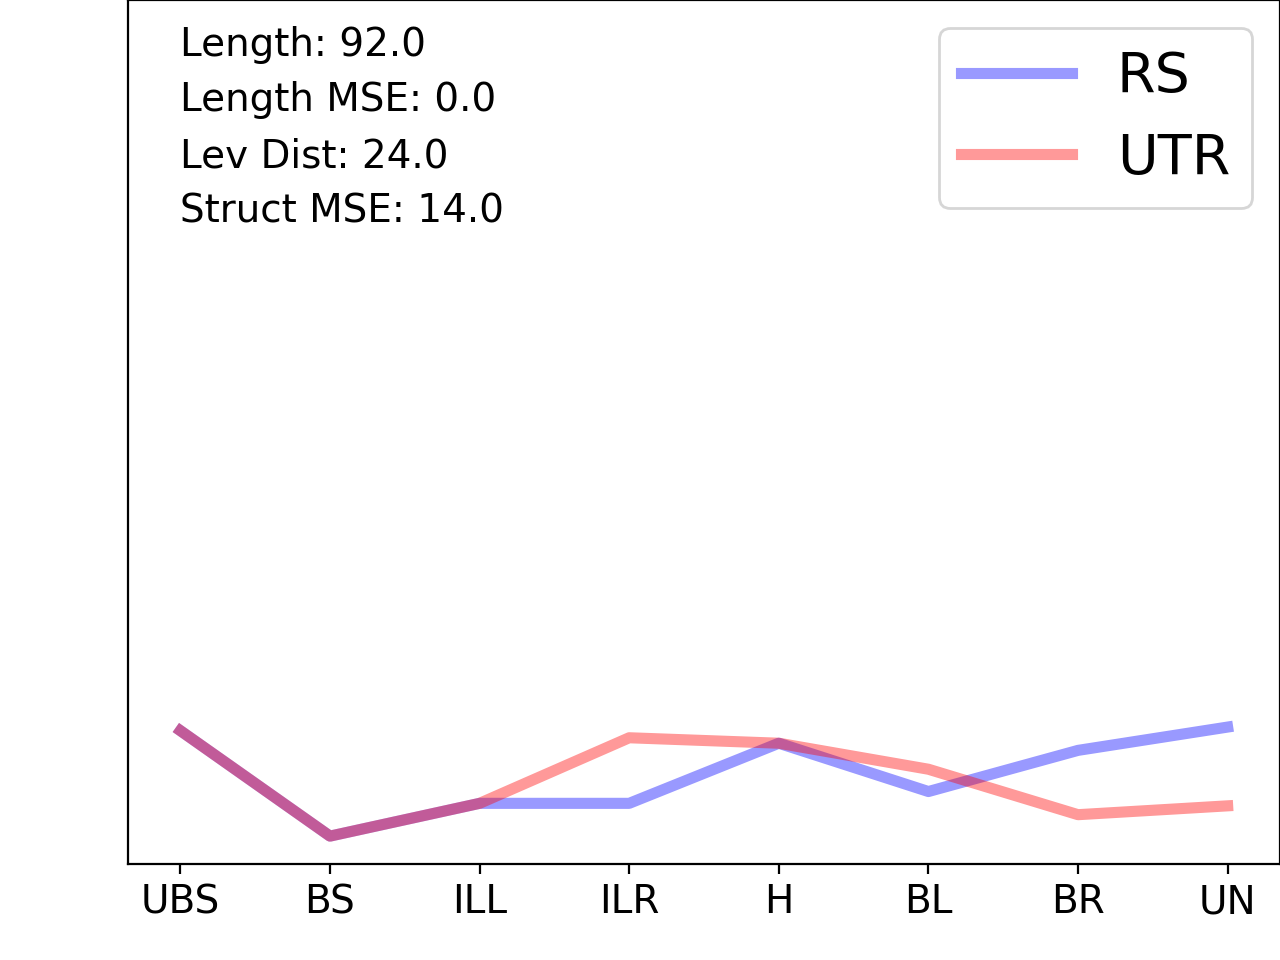 Length: 92.0
Length MSE: 0.0
Lev Dist: 24.0
Struct MSE: 14.0
RS
UTR
UBS BS ILL ILR H BL BR UN